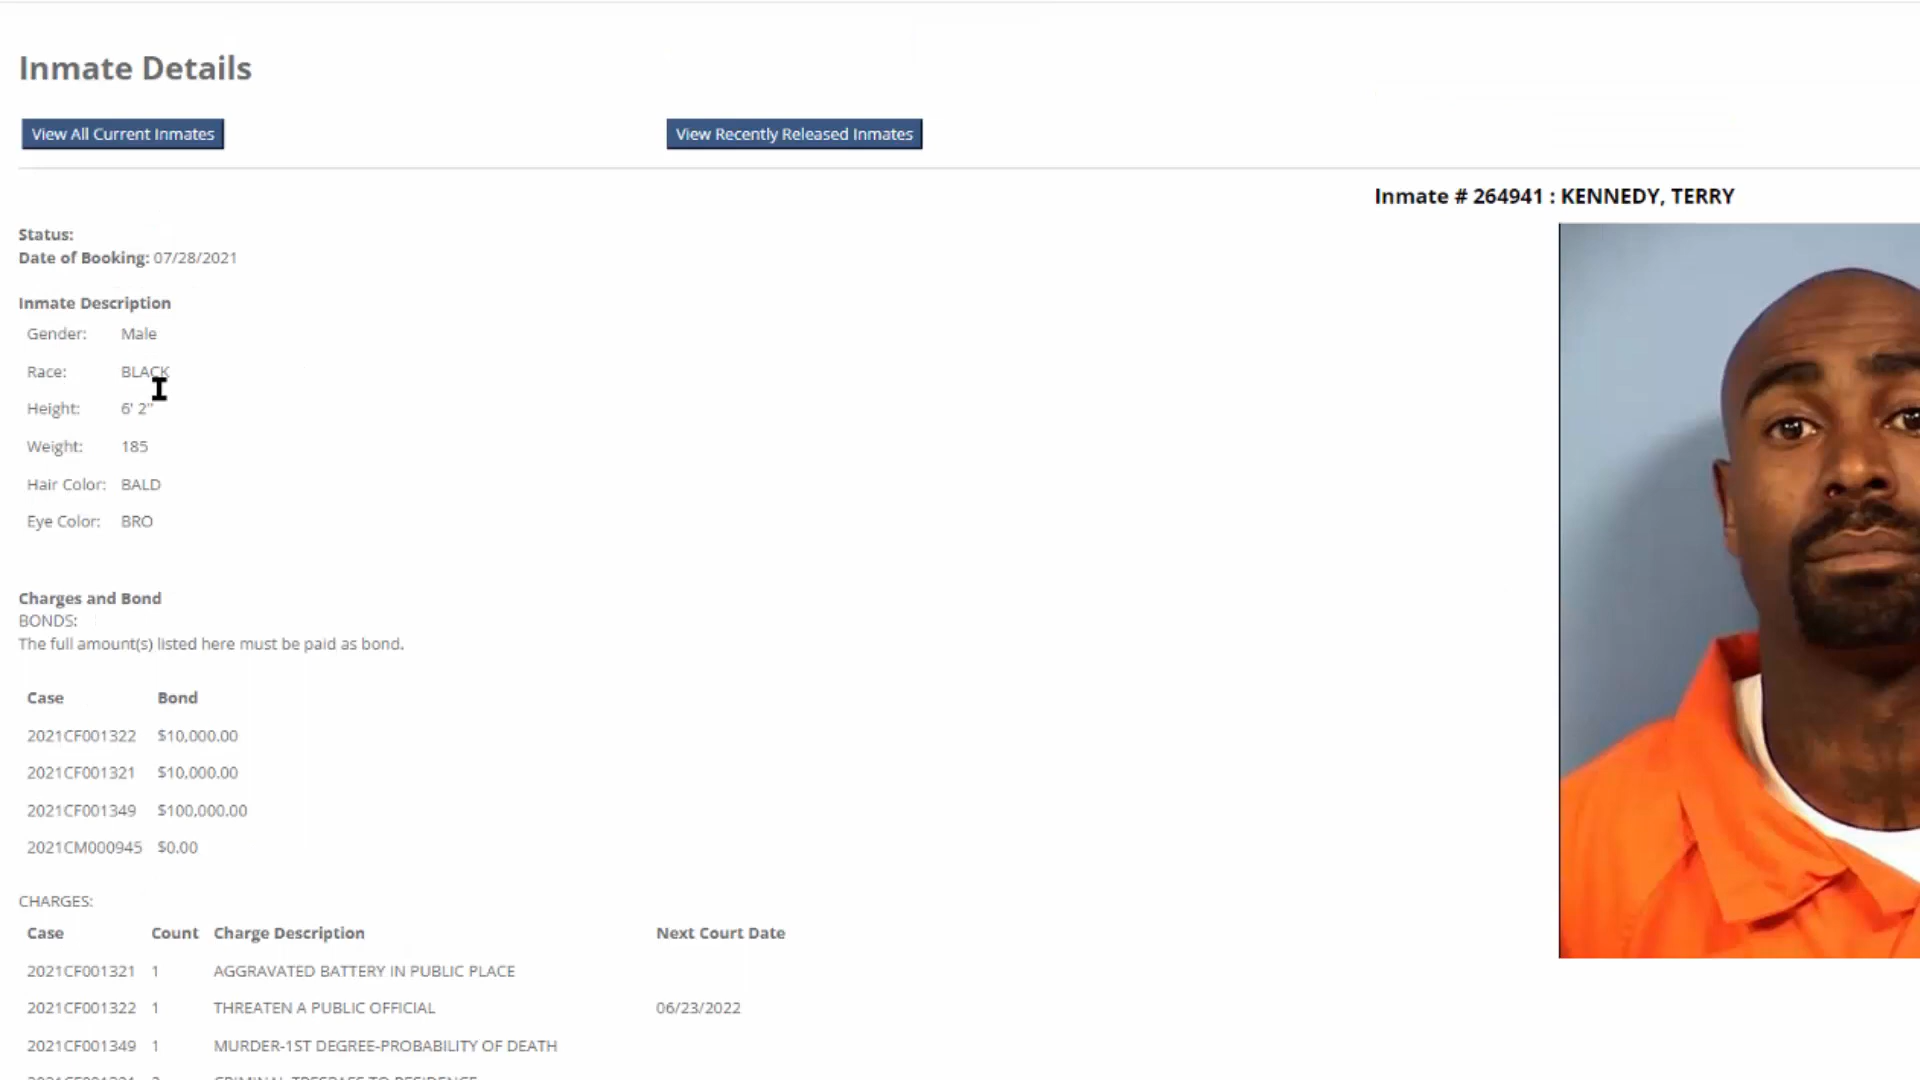 Inmate Details
View All Current Inmates
View Recently Released Inmates
Inmate # 264941 : KENNEDY, TERRY
Status:
Date of Booking: 07/28/2021
Inmate Description
Gender: Male
Race: BLACK
Height: 6' 2"
Weight: 185
Hair Color: BALD
Eye Color: BRO
Charges and Bond
BONDS:
The full amount(s) listed here must be paid as bond.
Case Bond
2021CF001322 $10,000.00
2021CF001321 $10,000.00
2021CF001349 $100,000.00
2021CM000945 $0.00
CHARGES:
Case Count Charge Description Next Court Date
2021CF001321 1 AGGRAVATED BATTERY IN PUBLIC PLACE
2021CF001322 1 THREATEN A PUBLIC OFFICIAL 06/23/2022
2021CF001349 1 MURDER-1ST DEGREE-PROBABILITY OF DEATH
CRIMINAL TRESPASS TO RESIDENCE